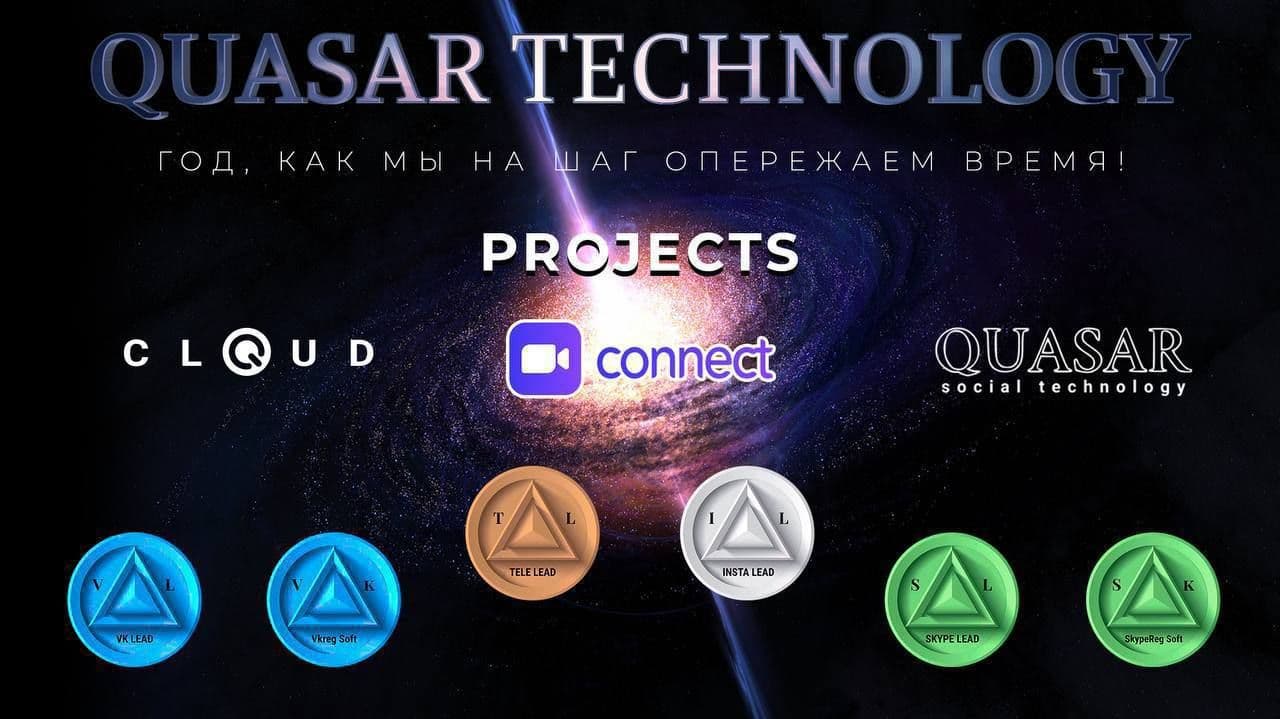 QUASAR TECHNOLOGY
ГОД, КАК МЫ НА ШАГ ОПЕРЕЖАЕМ ВРЕМЯ!
PROJECTS
CLQUD
connect
QUASAR
social technology
T L
TELE LEAD
I L
INSTA LEAD
V L
VK LEAD
V K
Vkreg Soft
S L
SKYPE LEAD
S K
SkypeReg Soft